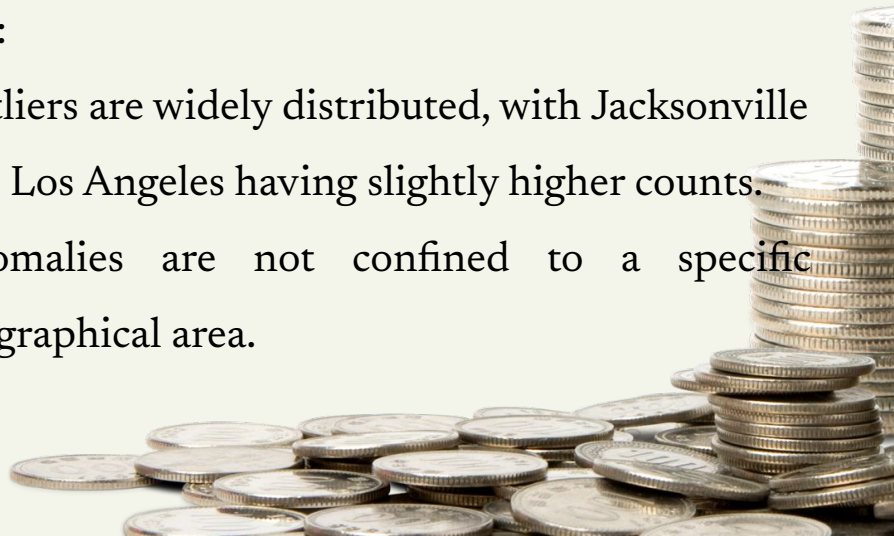 :
tliers are widely distributed, with Jacksonville
Los Angeles having slightly higher counts.
omalies are not confined to a specific
graphical area.